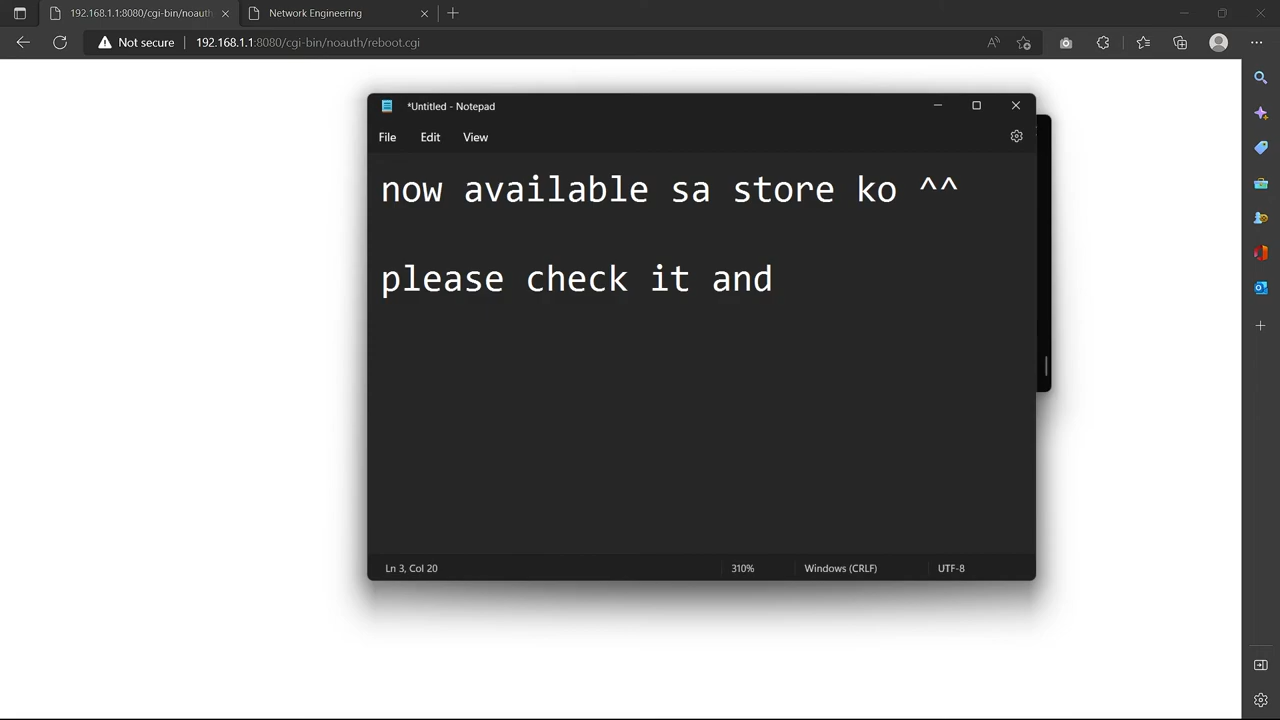 192.168.1.1:8080/cgi-bin/noauth
Network Engineering
Not secure
192.168.1.1:8080/cgi-bin/noauth/reboot.cgi
*Untitled - Notepad
File Edit View
now available sa store ko ^^
please check it and
Ln 3, Col 20
310%
Windows (CRLF)
UTF-8